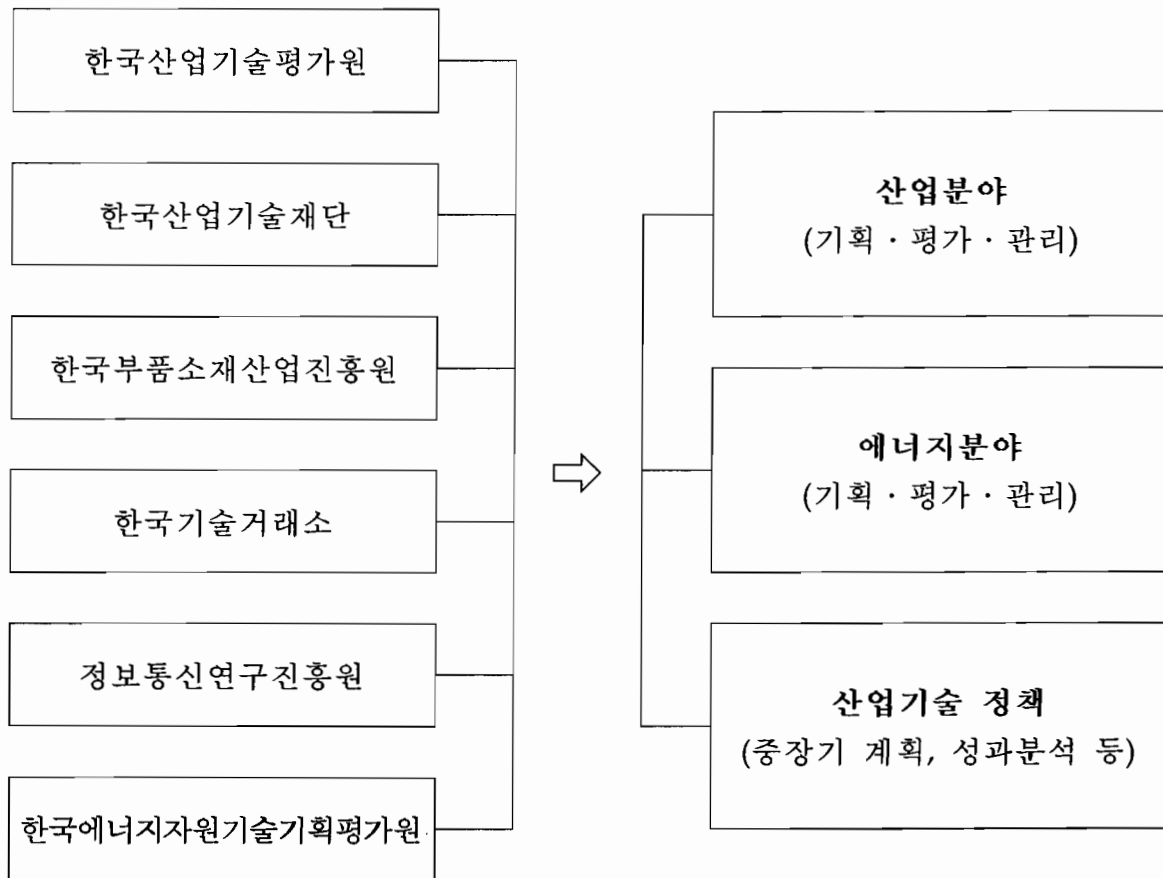 한국산업기술평가원
한국산업기술재단
한국부품소재산업진흥원
한국기술거래소
정보통신연구진흥원
한국에너지자원기술기획평가원
산업분야
(기획 · 평가 · 관리)
에너지분야
(기획 · 평가 · 관리)
산업기술 정책
(중장기 계획, 성과분석 등)